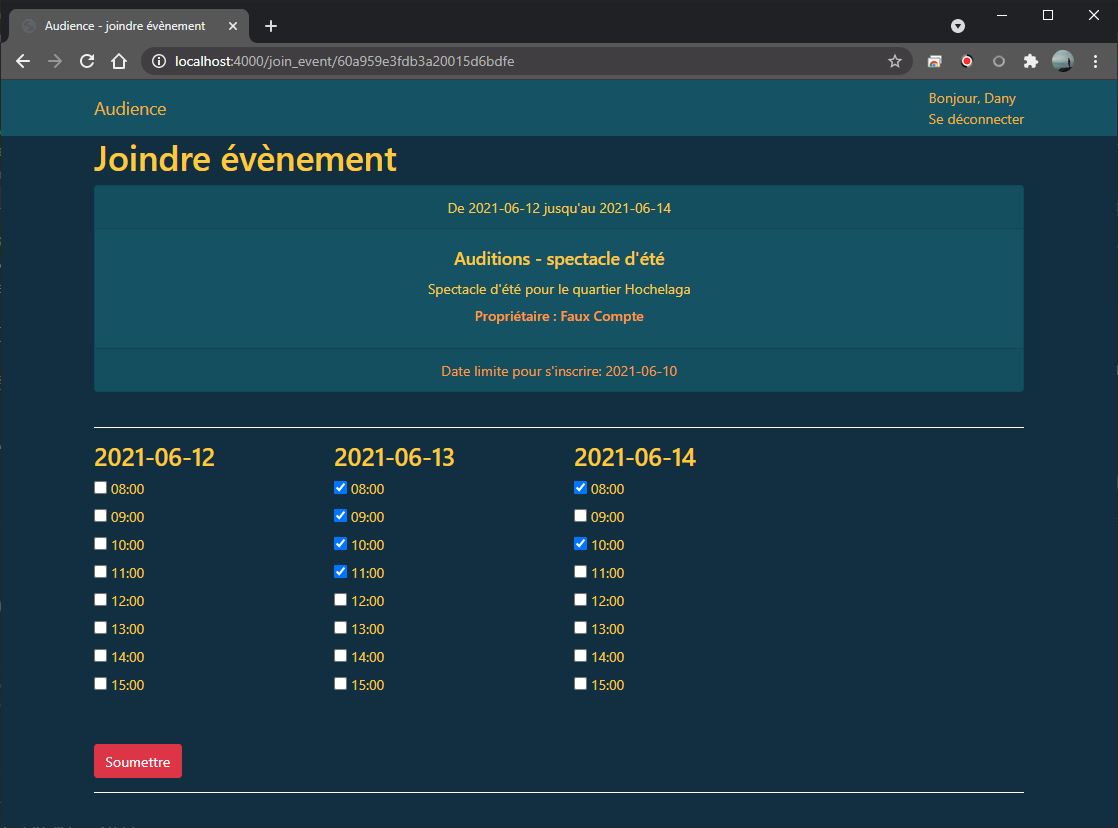 Audience - joindre évènement
localhost:4000/join_event/60a959e3fdb3a20015d6bdfe
Audience
Bonjour, Dany
Se déconnecter
Joindre évènement
De 2021-06-12 jusqu'au 2021-06-14
Auditions - spectacle d'été
Spectacle d'été pour le quartier Hochelaga
Propriétaire : Faux Compte
Date limite pour s'inscrire: 2021-06-10
2021-06-12
08:00
09:00
10:00
11:00
12:00
13:00
14:00
15:00
2021-06-13
08:00
09:00
10:00
11:00
12:00
13:00
14:00
15:00
2021-06-14
08:00
09:00
10:00
11:00
12:00
13:00
14:00
15:00
Soumettre